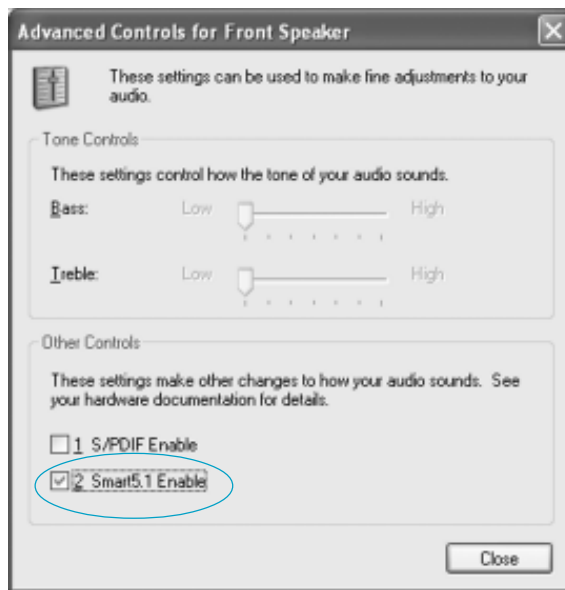 Advanced Controls for Front Speaker
These settings can be used to make fine adjustments to your
audio.
Tone Controls
These settings control how the tone of your audio sounds.
Bass: Low High
Treble: Low High
Other Controls
These settings make other changes to how your audio sounds. See
your hardware documentation for details.
1 S/PDIF Enable
2 Smart5.1 Enable
Close